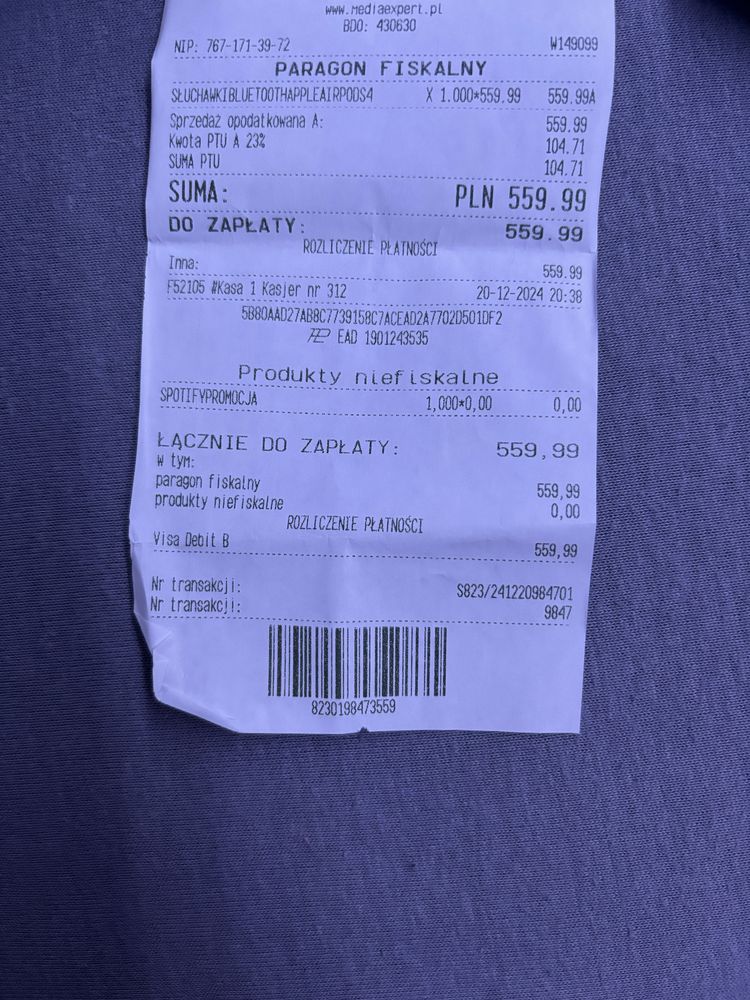 www.mediaexpert.pl
BDO: 430630
NIP: 767-171-39-72 W149099
PARAGON FISKALNY
SŁUCHAWKIBLUETOOTHAPPLEAIRPODS4 X 1.000*559.99 559.99A
Sprzedaż opodatkowana A: 559.99
Kwota PTU A 23% 104.71
SUMA PTU 104.71
SUMA: PLN 559.99
DO ZAPŁATY: 559.99
ROZLICZENIE PŁATNOŚCI
Inna: 559.99
F52105 #Kasa 1 Kasjer nr 312 20-12-2024 20:38
5B80AAD27AB8C7739158C7ACEAD2A7702D501DF2
EAD 1901243535
Produkty niefiskalne
SPOTIFYPROMOCJA 1,000*0,00 0,00
ŁĄCZNIE DO ZAPŁATY: 559,99
w tym:
paragon fiskalny 559,99
produkty niefiskalne 0,00
ROZLICZENIE PŁATNOŚCI
Visa Debit B 559,99
Nr transakcji: S823/241220984701
Nr transakcji: 9847
8230198473559